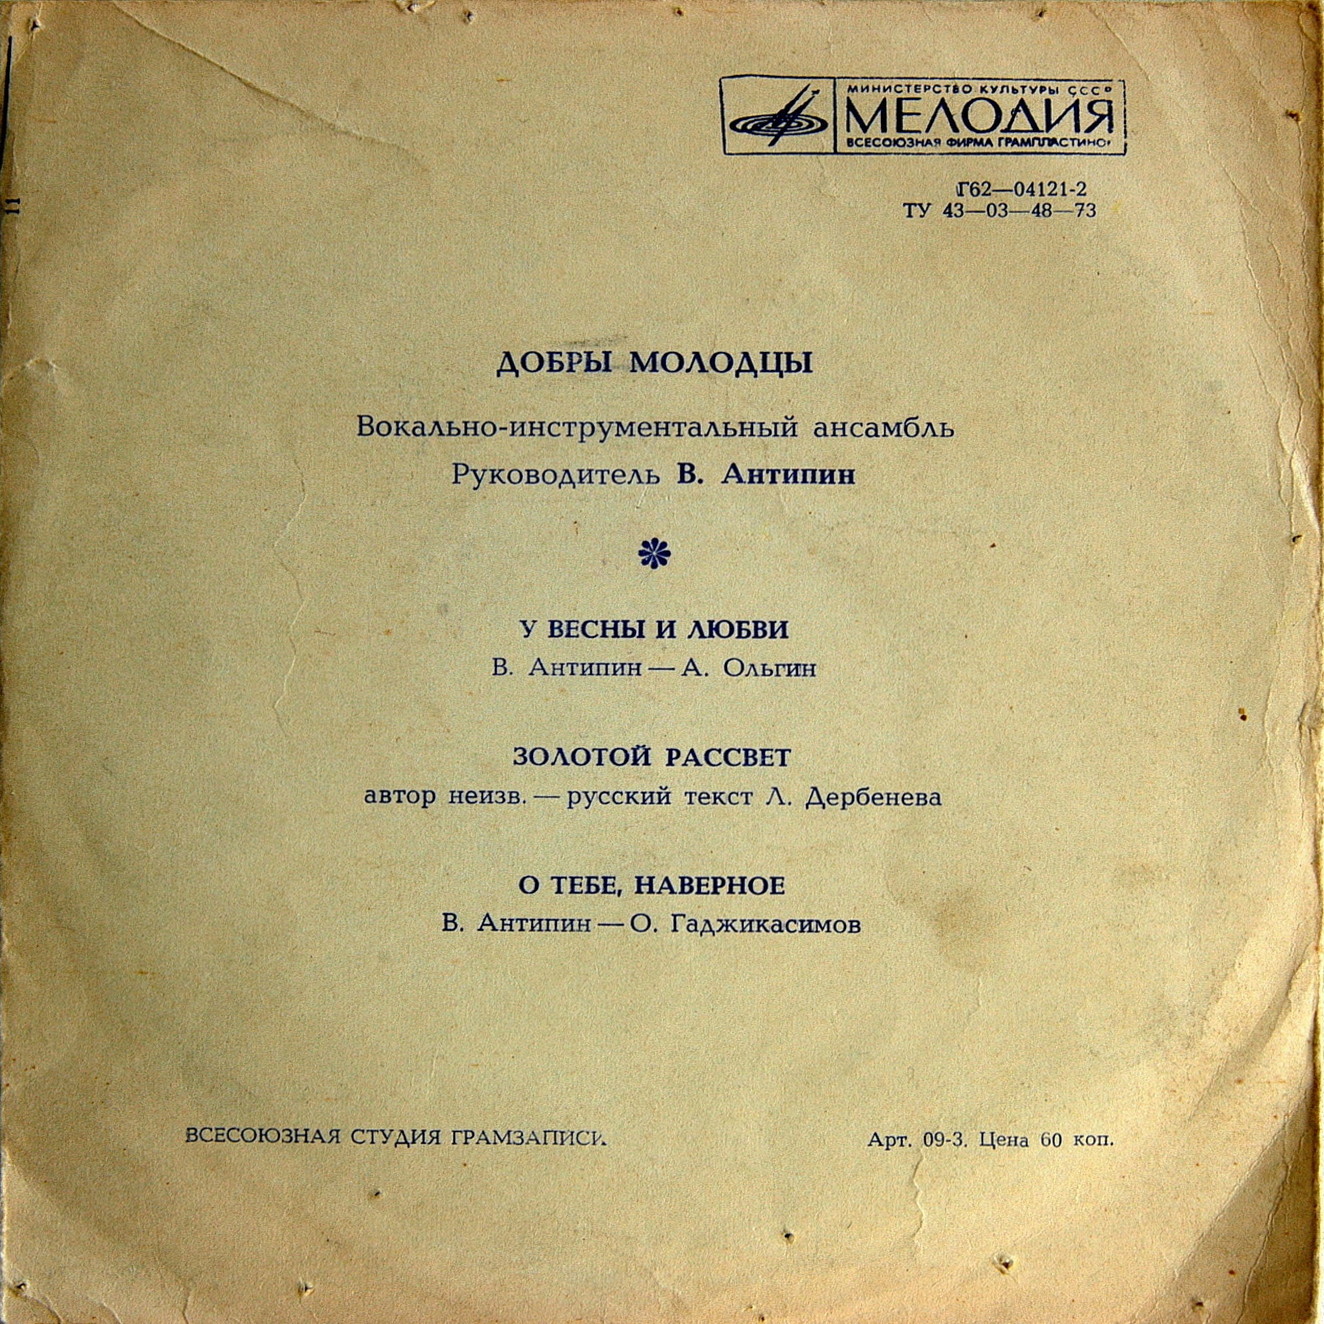 МИНИСТЕРСТВО КУЛЬТУРЫ СССР
МЕЛОДИЯ
ВСЕСОЮЗНАЯ ФИРМА ГРАМПЛАСТИНОК
Г62—04121-2
ТУ 43—03—48—73
ДОБРЫ МОЛОДЦЫ
Вокально-инструментальный ансамбль
Руководитель В. Антипин
У ВЕСНЫ И ЛЮБВИ
В. Антипин — А. Ольгин
ЗОЛОТОЙ РАССВЕТ
автор неизв. — русский текст Л. Дербенева
О ТЕБЕ, НАВЕРНОЕ
В. Антипин — О. Гаджикасимов
ВСЕСОЮЗНАЯ СТУДИЯ ГРАМЗАПИСИ
Арт. 09-3. Цена 60 коп.